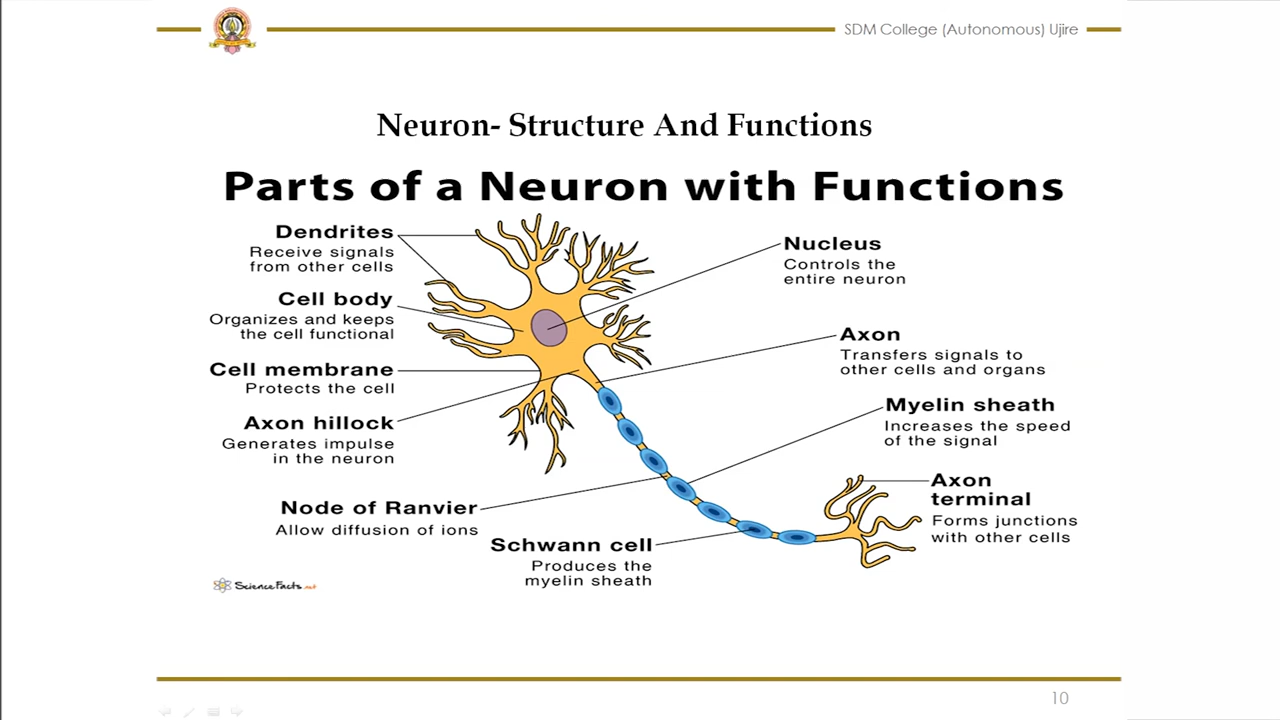 SDM College (Autonomous) Ujire
Neuron- Structure And Functions
Parts of a Neuron with Functions
Dendrites
Receive signals
from other cells
Cell body
Organizes and keeps
the cell functional
Cell membrane
Protects the cell
Axon hillock
Generates impulse
in the neuron
Node of Ranvier
Allow diffusion of ions
Schwann cell
Produces the
myelin sheath
Nucleus
Controls the
entire neuron
Axon
Transfers signals to
other cells and organs
Myelin sheath
Increases the speed
of the signal
Axon
terminal
Forms junctions
with other cells
ScienceFacts.net
10